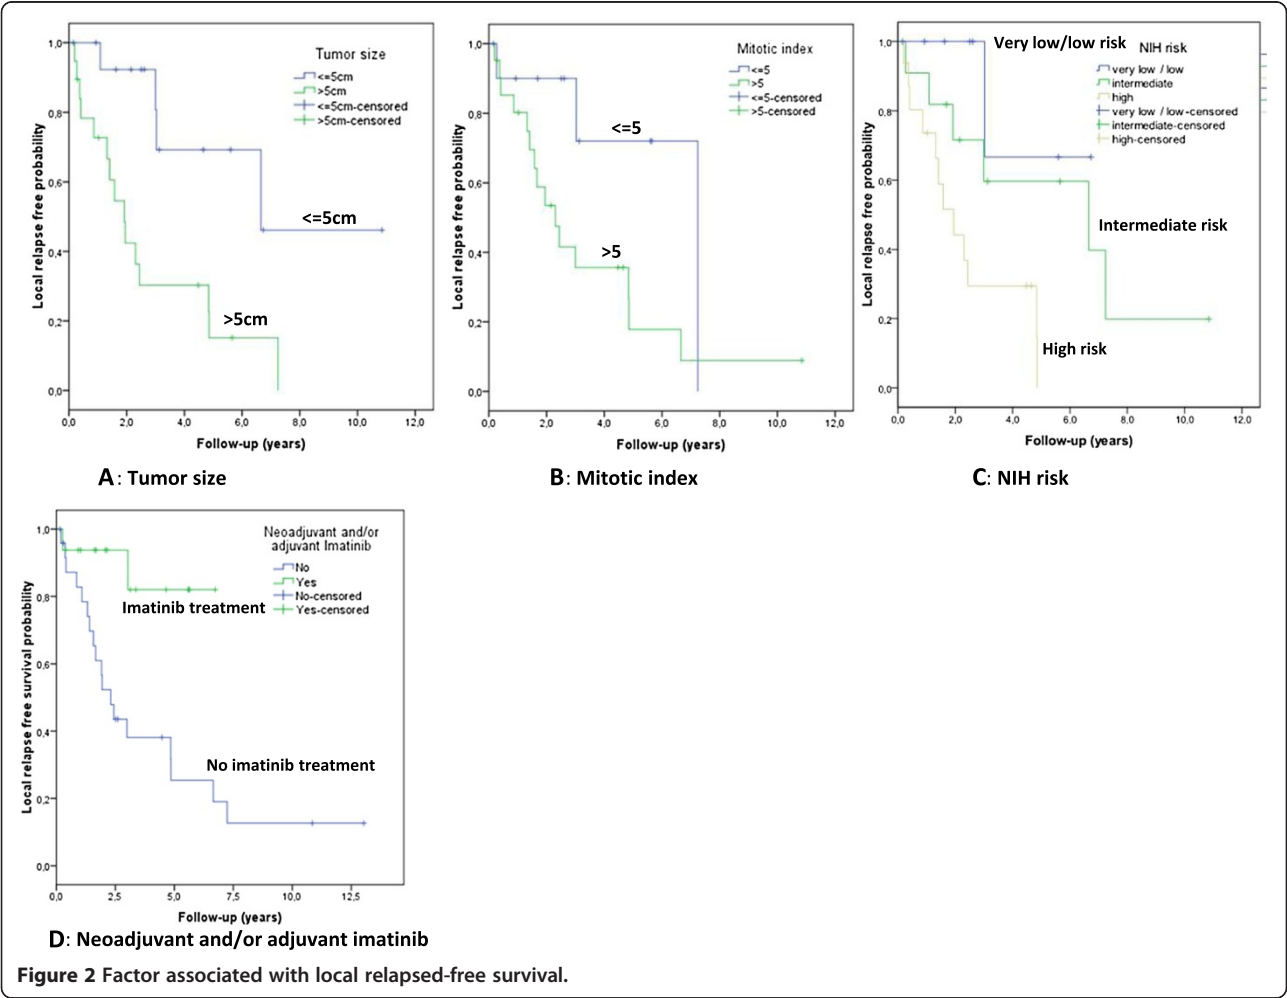 Local relapse free probability
1,0
0,8
0,6
0,4
0,2
0,0
Tumor size
<=5cm
>5cm
<=5cm-censored
>5cm-censored
<=5cm
>5cm
0,0 2,0 4,0 6,0 8,0 10,0 12,0
Follow-up (years)
A: Tumor size
Local relapse free probability
1,0
0,8
0,6
0,4
0,2
0,0
Mitotic index
<=5
>5
<=5-censored
>5-censored
<=5
>5
0,0 2,0 4,0 6,0 8,0 10,0 12,0
Follow-up (years)
B: Mitotic index
Local relapse free probability
1,0
0,8
0,6
0,4
0,2
0,0
Very low/low risk
NIH risk
very low / low
intermediate
high
very low / low-censored
intermediate-censored
high-censored
Intermediate risk
High risk
0,0 2,0 4,0 6,0 8,0 10,0 12,0
Follow-up (years)
C: NIH risk
Local relapse free survival probability
1,0
0,8
0,6
0,4
0,2
0,0
Neoadjuvant and/or
adjuvant Imatinib
No
Yes
No-censored
Yes-censored
Imatinib treatment
No imatinib treatment
0,0 2,5 5,0 7,5 10,0 12,5
Follow-up (years)
D: Neoadjuvant and/or adjuvant imatinib
Figure 2 Factor associated with local relapsed-free survival.